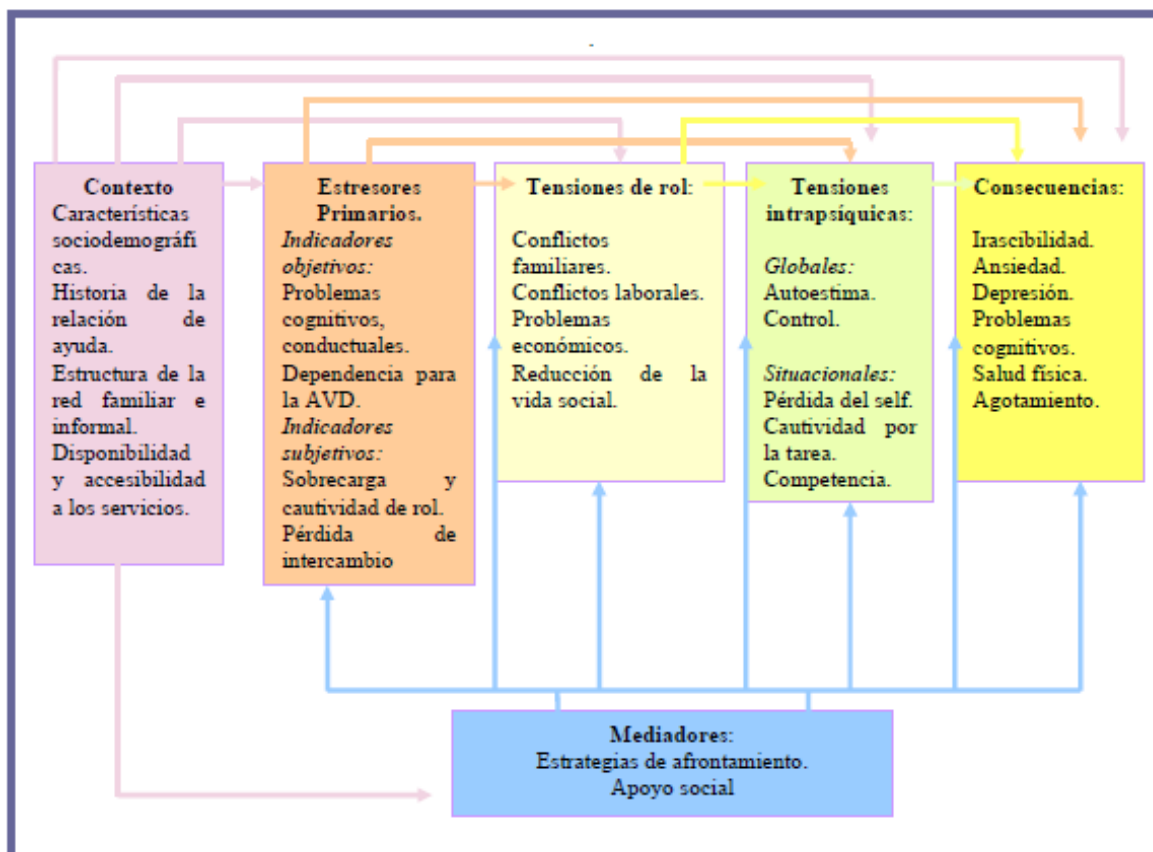 Contexto
Características
sociodemográfi
cas.
Historia de la
relación de
ayuda.
Estructura de la
red familiar e
informal.
Disponibilidad
y accesibilidad
a los servicios.
Estresores
Primarios.
Indicadores
objetivos:
Problemas
cognitivos,
conductuales.
Dependencia para
la AVD.
Indicadores
subjetivos:
Sobrecarga y
cautividad de rol.
Pérdida de
intercambio
Tensiones de rol:
Conflictos
familiares.
Conflictos laborales.
Problemas
económicos.
Reducción de la
vida social.
Tensiones
intrapsíquicas:
Globales:
Autoestima.
Control.
Situacionales:
Pérdida del self.
Cautividad por
la tarea.
Competencia.
Consecuencias:
Irascibilidad.
Ansiedad.
Depresión.
Problemas
cognitivos.
Salud física.
Agotamiento.
Mediadores:
Estrategias de afrontamiento.
Apoyo social